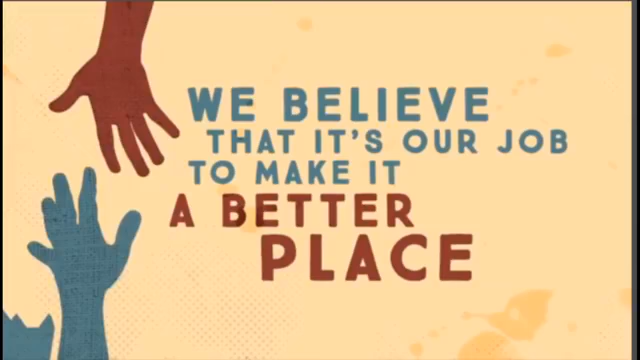 WE BELIEVE
THAT IT'S OUR JOB
TO MAKE IT
A BETTER
PLACE